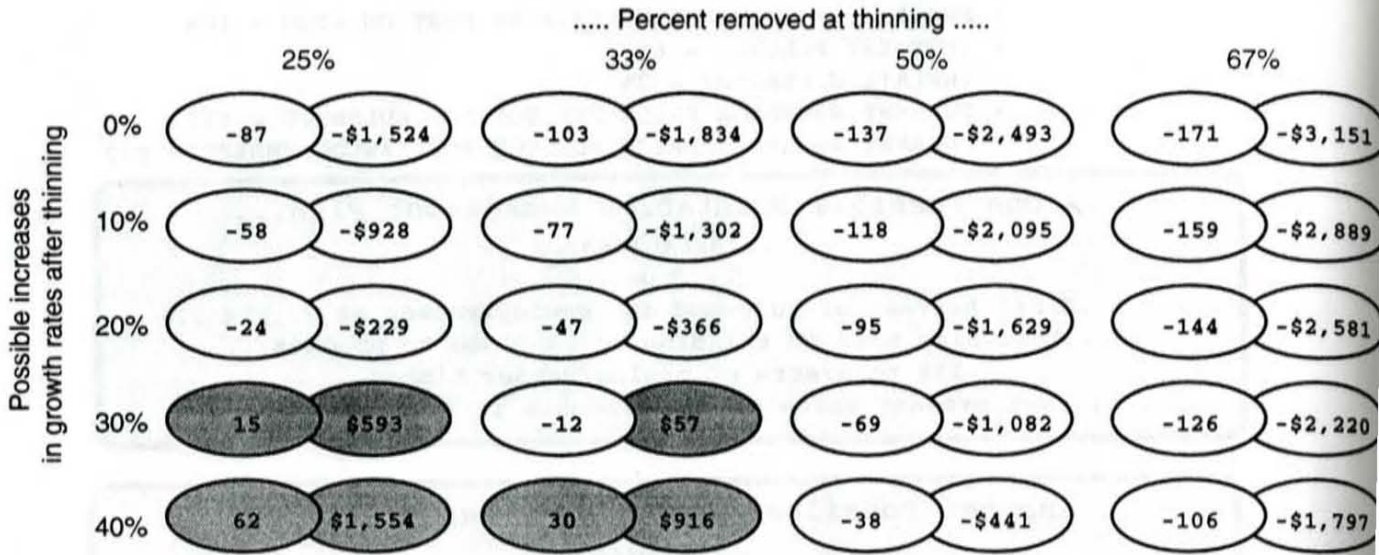 ...... Percent removed at thinning ......
25% 33% 50% 67%
Possible increases
in growth rates after thinning
0% -87 -$1,524 -103 -$1,834 -137 -$2,493 -171 -$3,151
10% -58 -$928 -77 -$1,302 -118 -$2,095 -159 -$2,889
20% -24 -$229 -47 -$366 -95 -$1,629 -144 -$2,581
30% 15 $593 -12 $57 -69 -$1,082 -126 -$2,220
40% 62 $1,554 30 $916 -38 -$441 -106 -$1,797